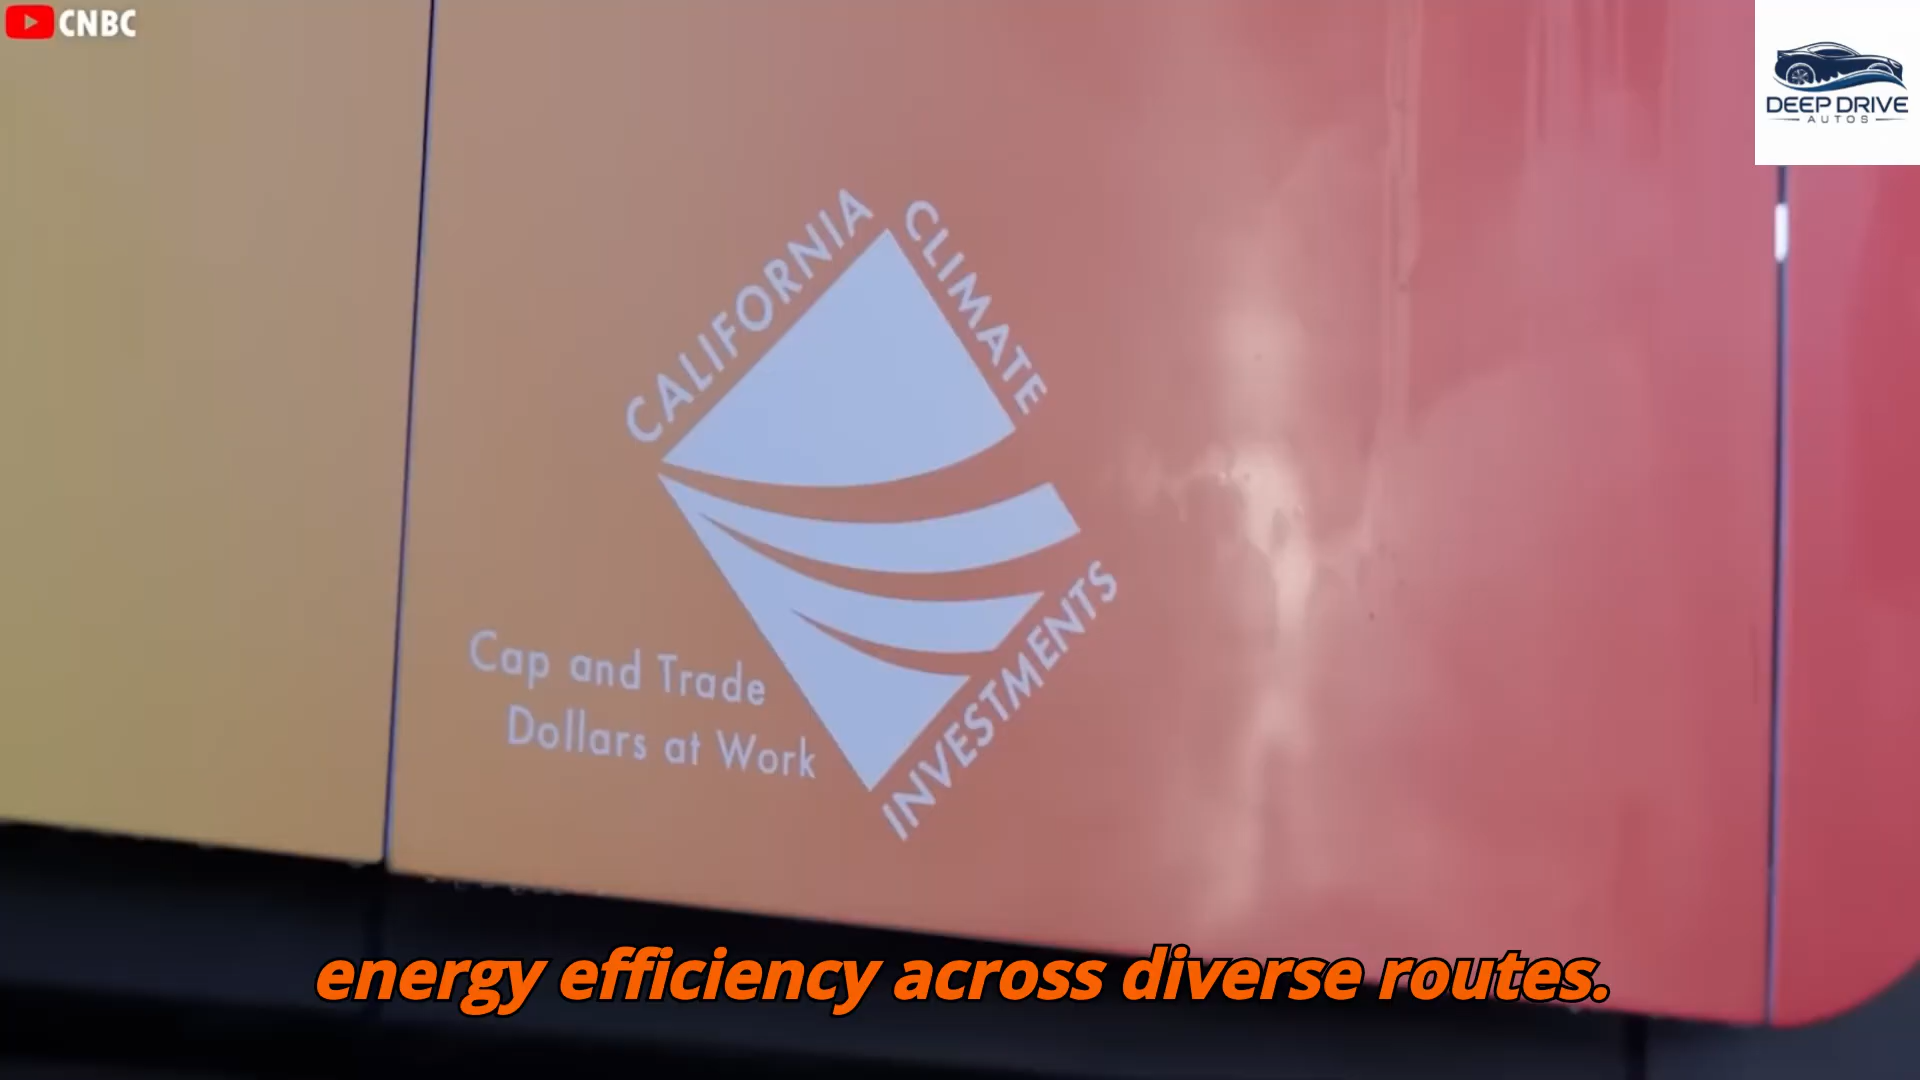 CNBC
DEEP DRIVE
AUTOS
CALIFORNIA
CLIMATE
INVESTMENTS
Cap and Trade
Dollars at Work
energy efficiency across diverse routes.